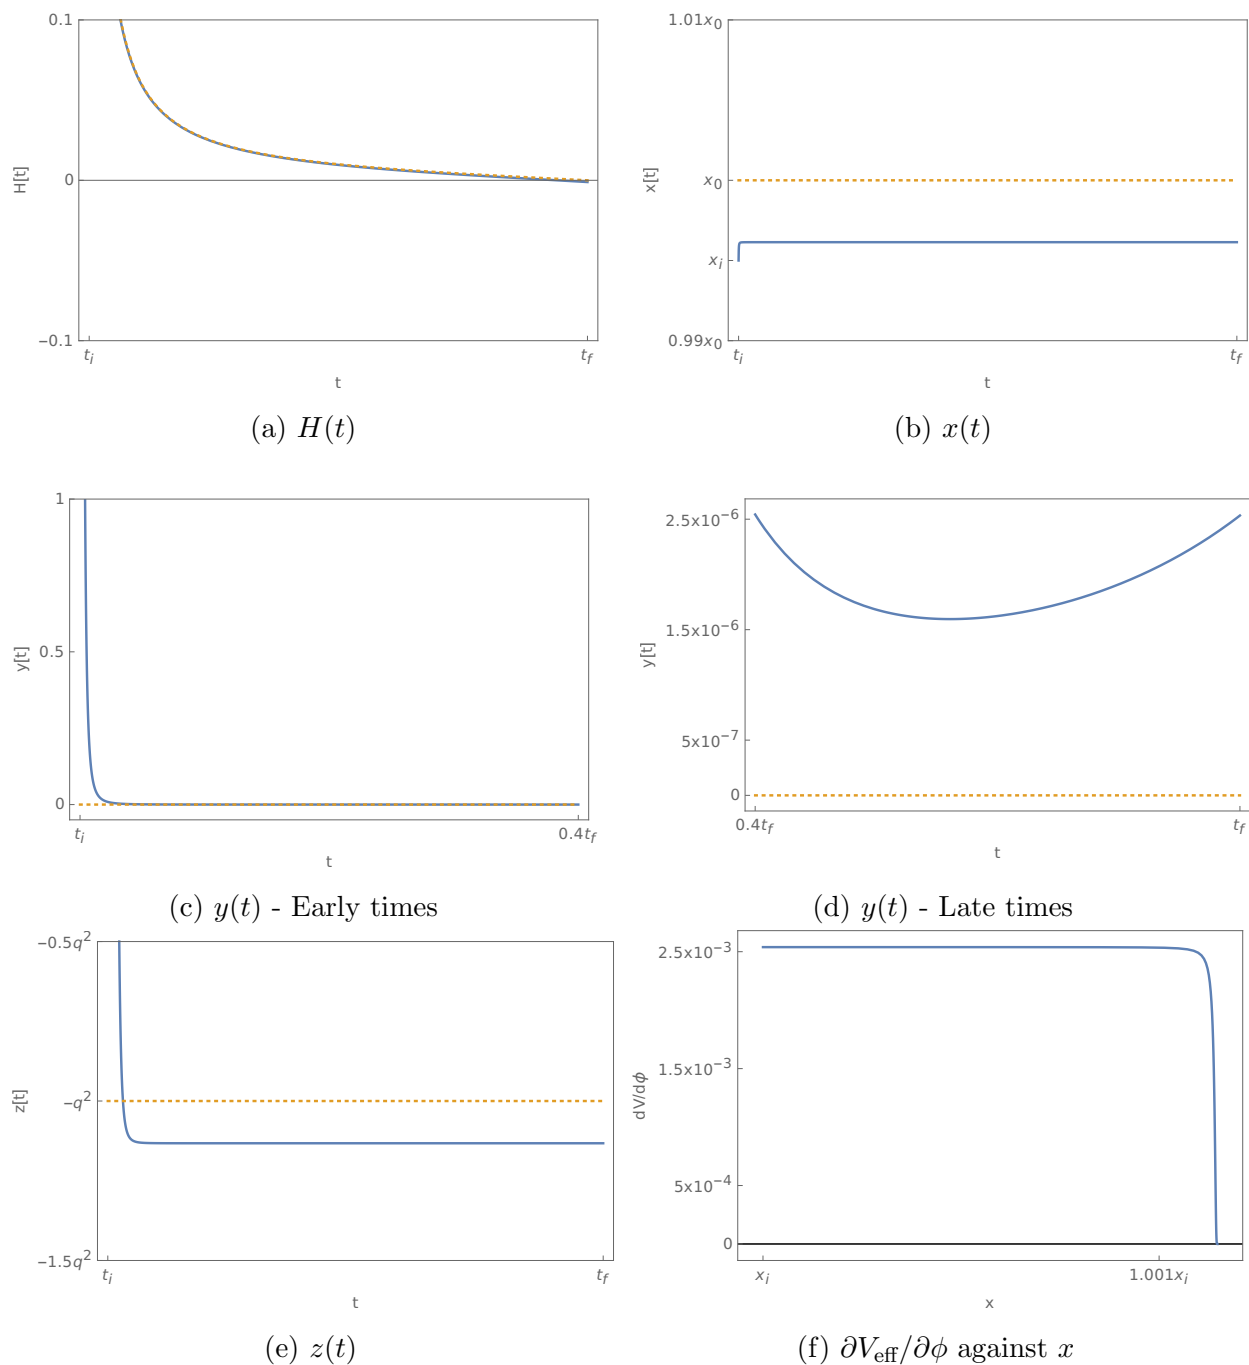 0.1
0
−0.1
H[t]
t_i
t_f
t
(a) H(t)
1.01x_0
x_0
x_i
0.99x_0
x[t]
t_i
t_f
t
(b) x(t)
1
0.5
0
y[t]
t_i
0.4t_f
t
(c) y(t) - Early times
2.5x10^{-6}
1.5x10^{-6}
5x10^{-7}
0
y[t]
0.4t_f
t_f
t
(d) y(t) - Late times
−0.5q^2
−q^2
−1.5q^2
z[t]
t_i
t_f
t
(e) z(t)
2.5x10^{-3}
1.5x10^{-3}
5x10^{-4}
0
dV/dϕ
x_i
1.001x_i
x
(f) ∂V_eff/∂ϕ against x